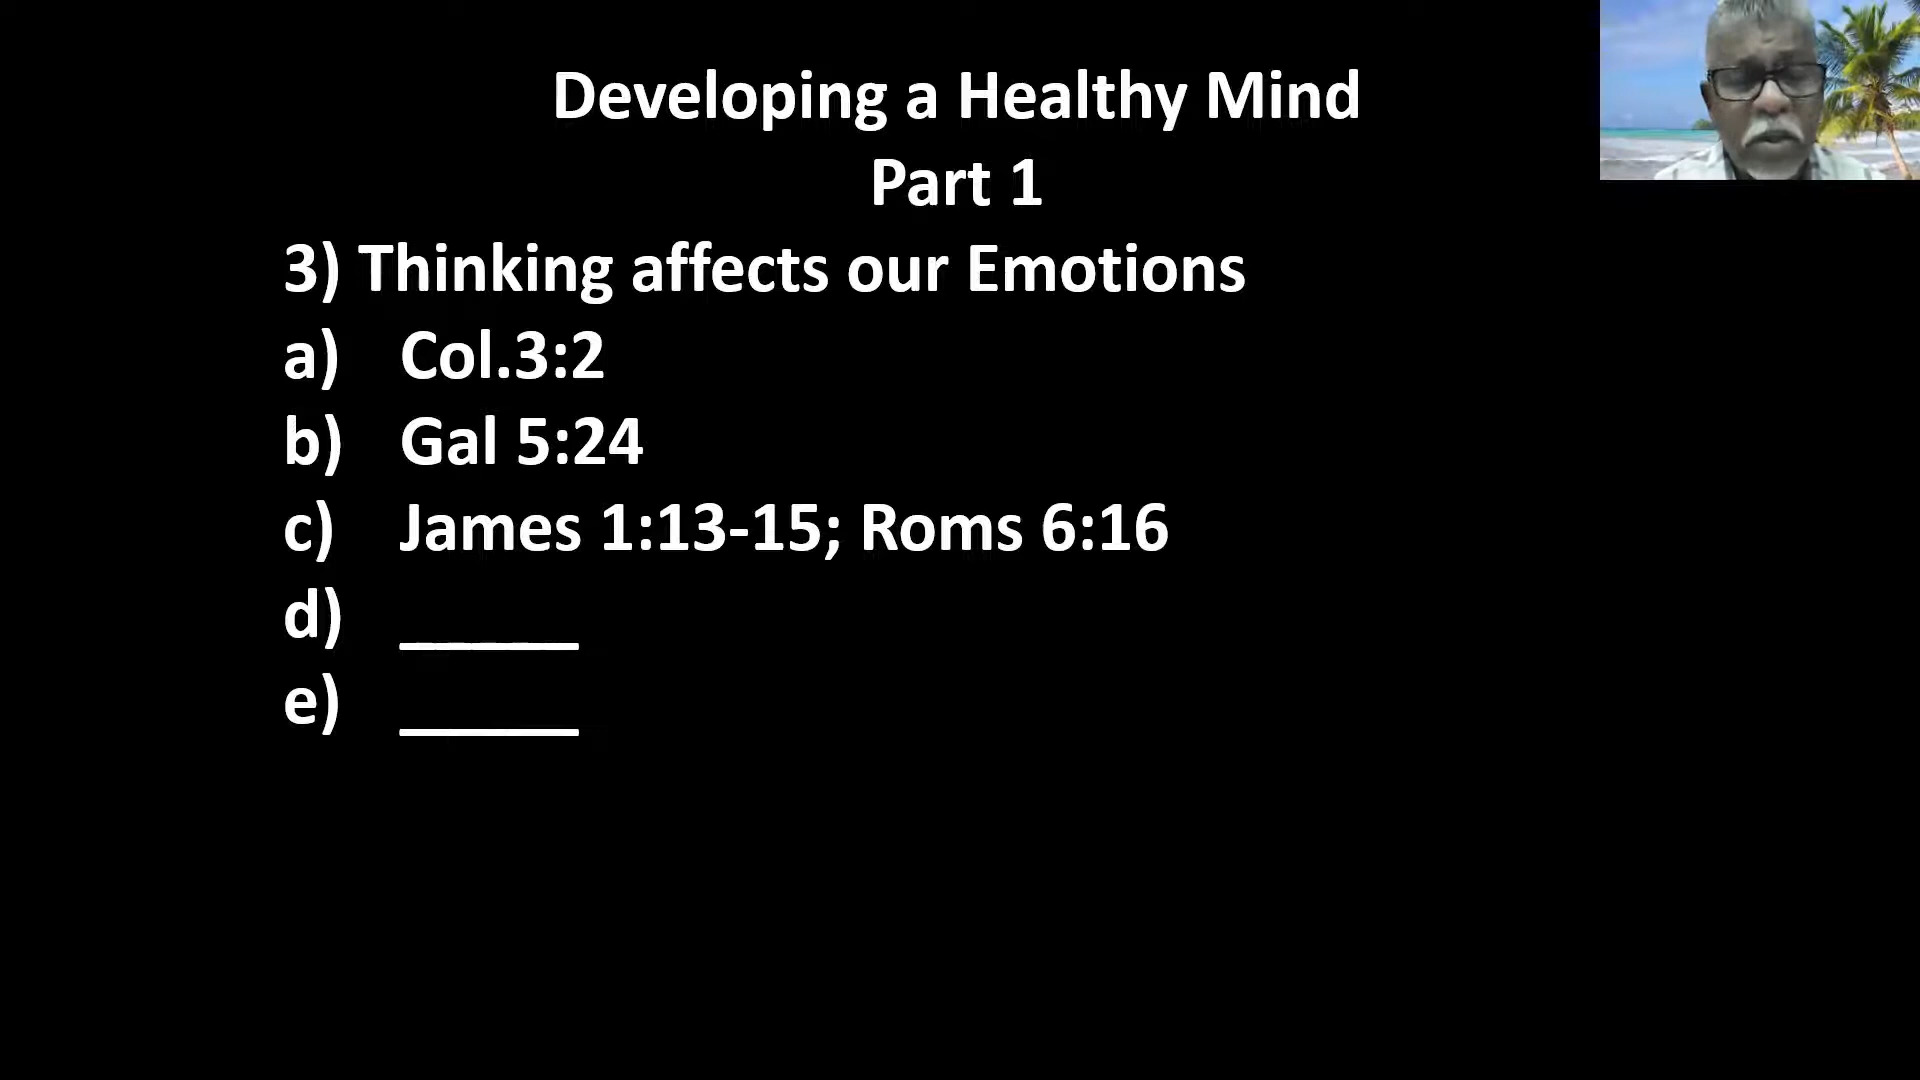 Developing a Healthy Mind
Part 1
3) Thinking affects our Emotions
a) Col.3:2
b) Gal 5:24
c) James 1:13-15; Roms 6:16
d) _____
e) _____